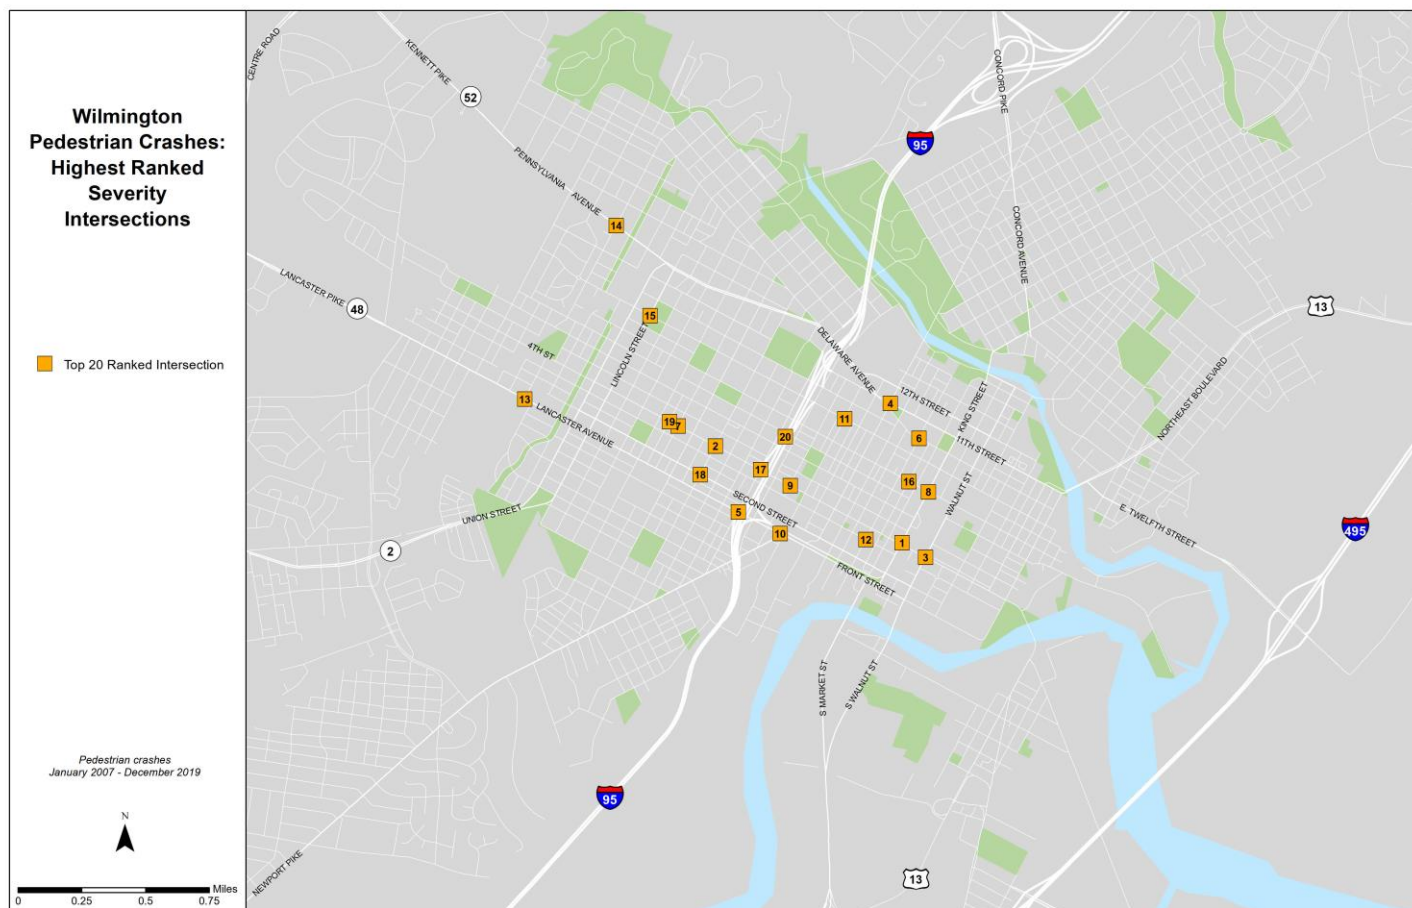 Wilmington
Pedestrian Crashes:
Highest Ranked
Severity
Intersections
Top 20 Ranked Intersection
Pedestrian crashes
January 2007 - December 2019
N
Miles
0 0.25 0.5 0.75
CENTRE ROAD
KENNETT PIKE
52
CONCORD PIKE
95
PENNSYLVANIA AVENUE
14
CONCORD AVENUE
LANCASTER PIKE
48
13
15
LINCOLN STREET
4TH ST
DELAWARE AVENUE
12TH STREET
KING STREET
NORTHEAST BOULEVARD
13
LANCASTER AVENUE
4
11
19
7
20
6
11TH STREET
2
17
18
9
16
8
WALNUT ST
SECOND STREET
UNION STREET
5
10
E. TWELFTH STREET
495
2
12
1
3
FRONT STREET
S MARKET ST
S WALNUT ST
95
NEWPORT PIKE
13